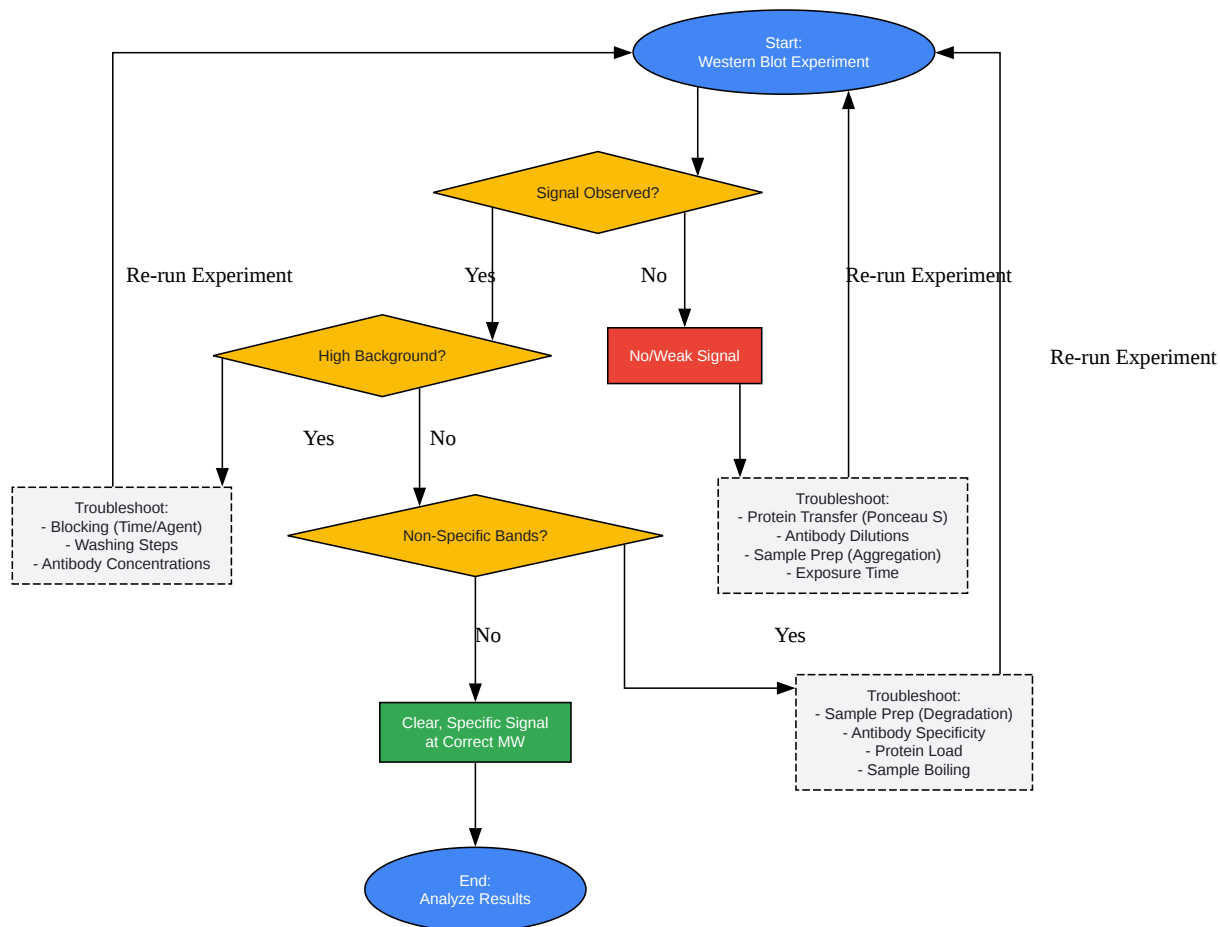 Start:
Western Blot Experiment
Signal Observed?
Re-run Experiment
Yes
No
Re-run Experiment
High Background?
No/Weak Signal
Re-run Experiment
Yes
No
Troubleshoot:
- Blocking (Time/Agent)
- Washing Steps
- Antibody Concentrations
Non-Specific Bands?
Troubleshoot:
- Protein Transfer (Ponceau S)
- Antibody Dilutions
- Sample Prep (Aggregation)
- Exposure Time
No
Yes
Clear, Specific Signal
at Correct MW
Troubleshoot:
- Sample Prep (Degradation)
- Antibody Specificity
- Protein Load
- Sample Boiling
End:
Analyze Results